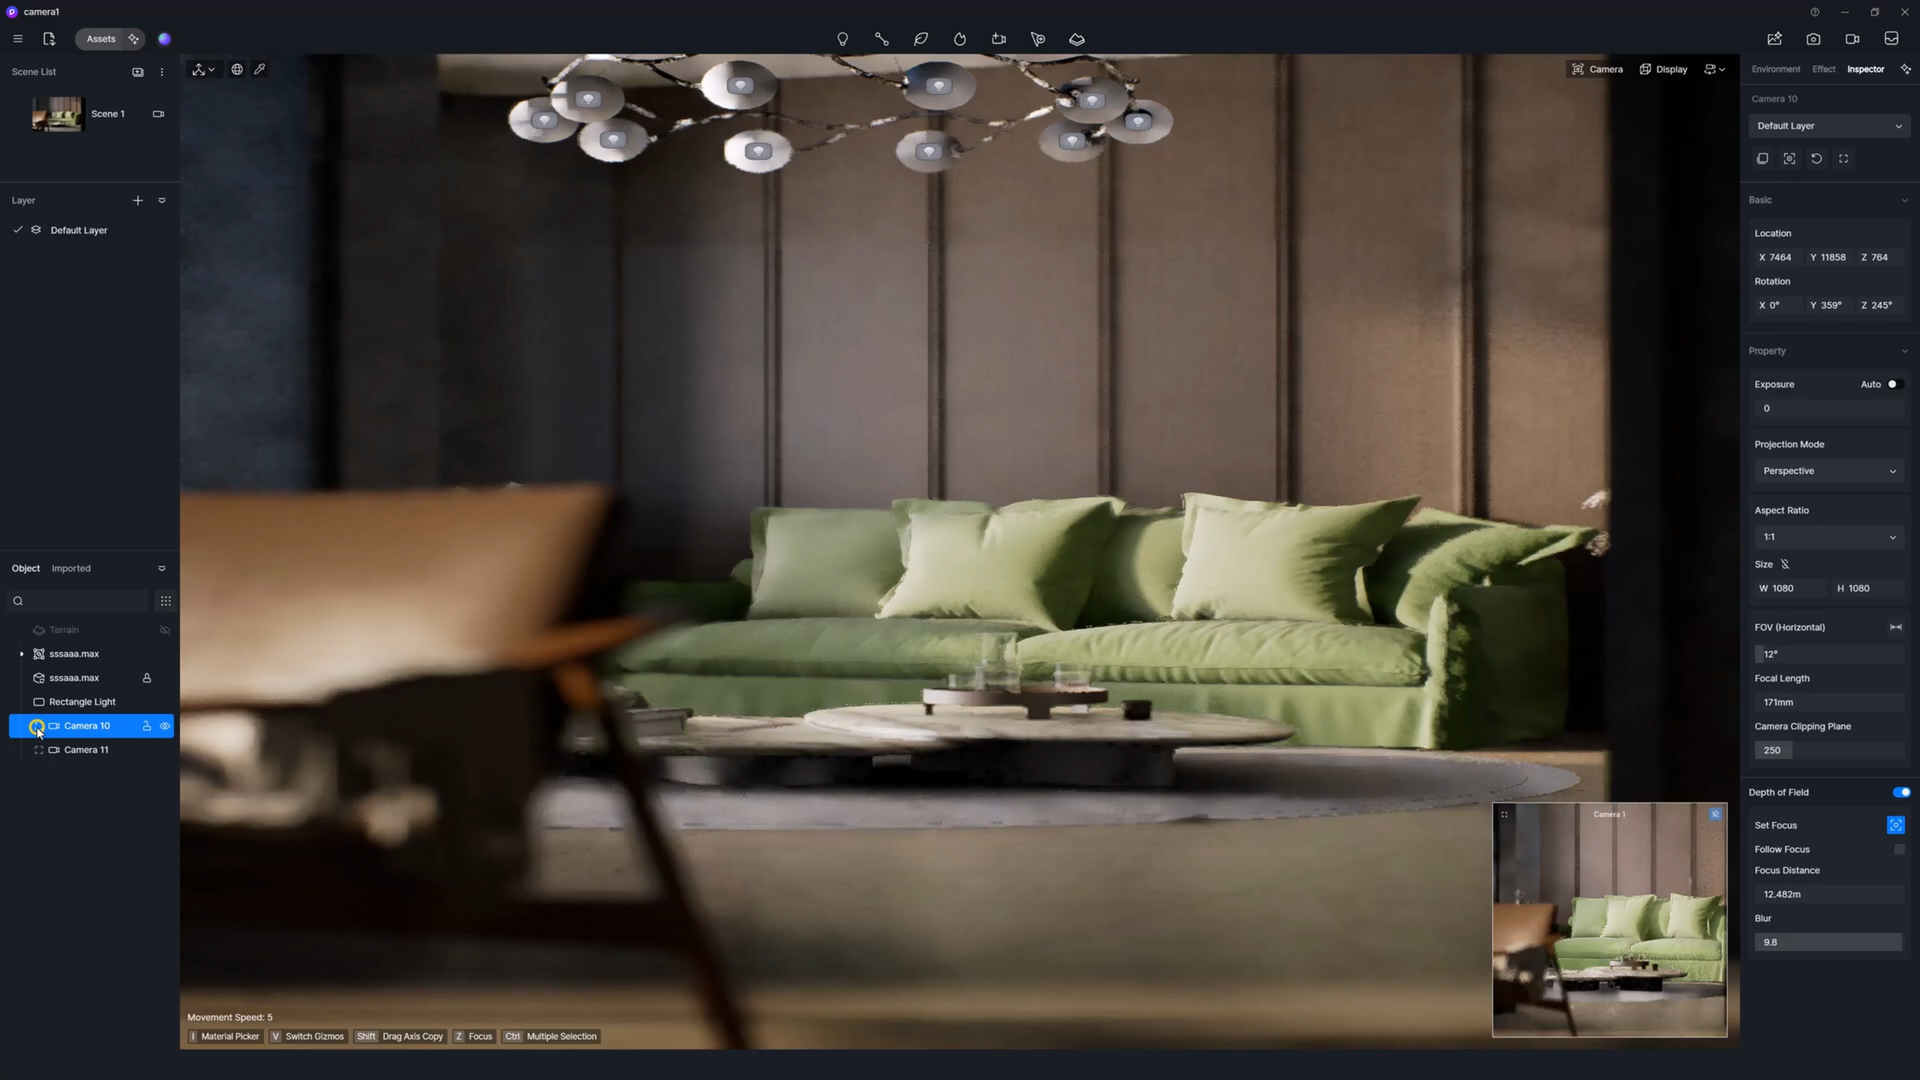 camera1
Assets
Scene List
Scene 1
Layer
Default Layer
Object Imported
Terrain
sssaaa.max
sssaaa.max
Rectangle Light
Camera 10
Camera 11
Camera
Display
Camera 1
Movement Speed: 5
I Material Picker V Switch Gizmos Shift Drag Axis Copy Z Focus Ctrl Multiple Selection
Environment Effect Inspector
Camera 10
Default Layer
Basic
Location
X 7464 Y 11858 Z 764
Rotation
X 0° Y 359° Z 245°
Property
Exposure Auto
0
Projection Mode
Perspective
Aspect Ratio
1:1
Size
W 1080 H 1080
FOV (Horizontal)
12°
Focal Length
171mm
Camera Clipping Plane
250
Depth of Field
Set Focus
Follow Focus
Focus Distance
12.482m
Blur
9.8